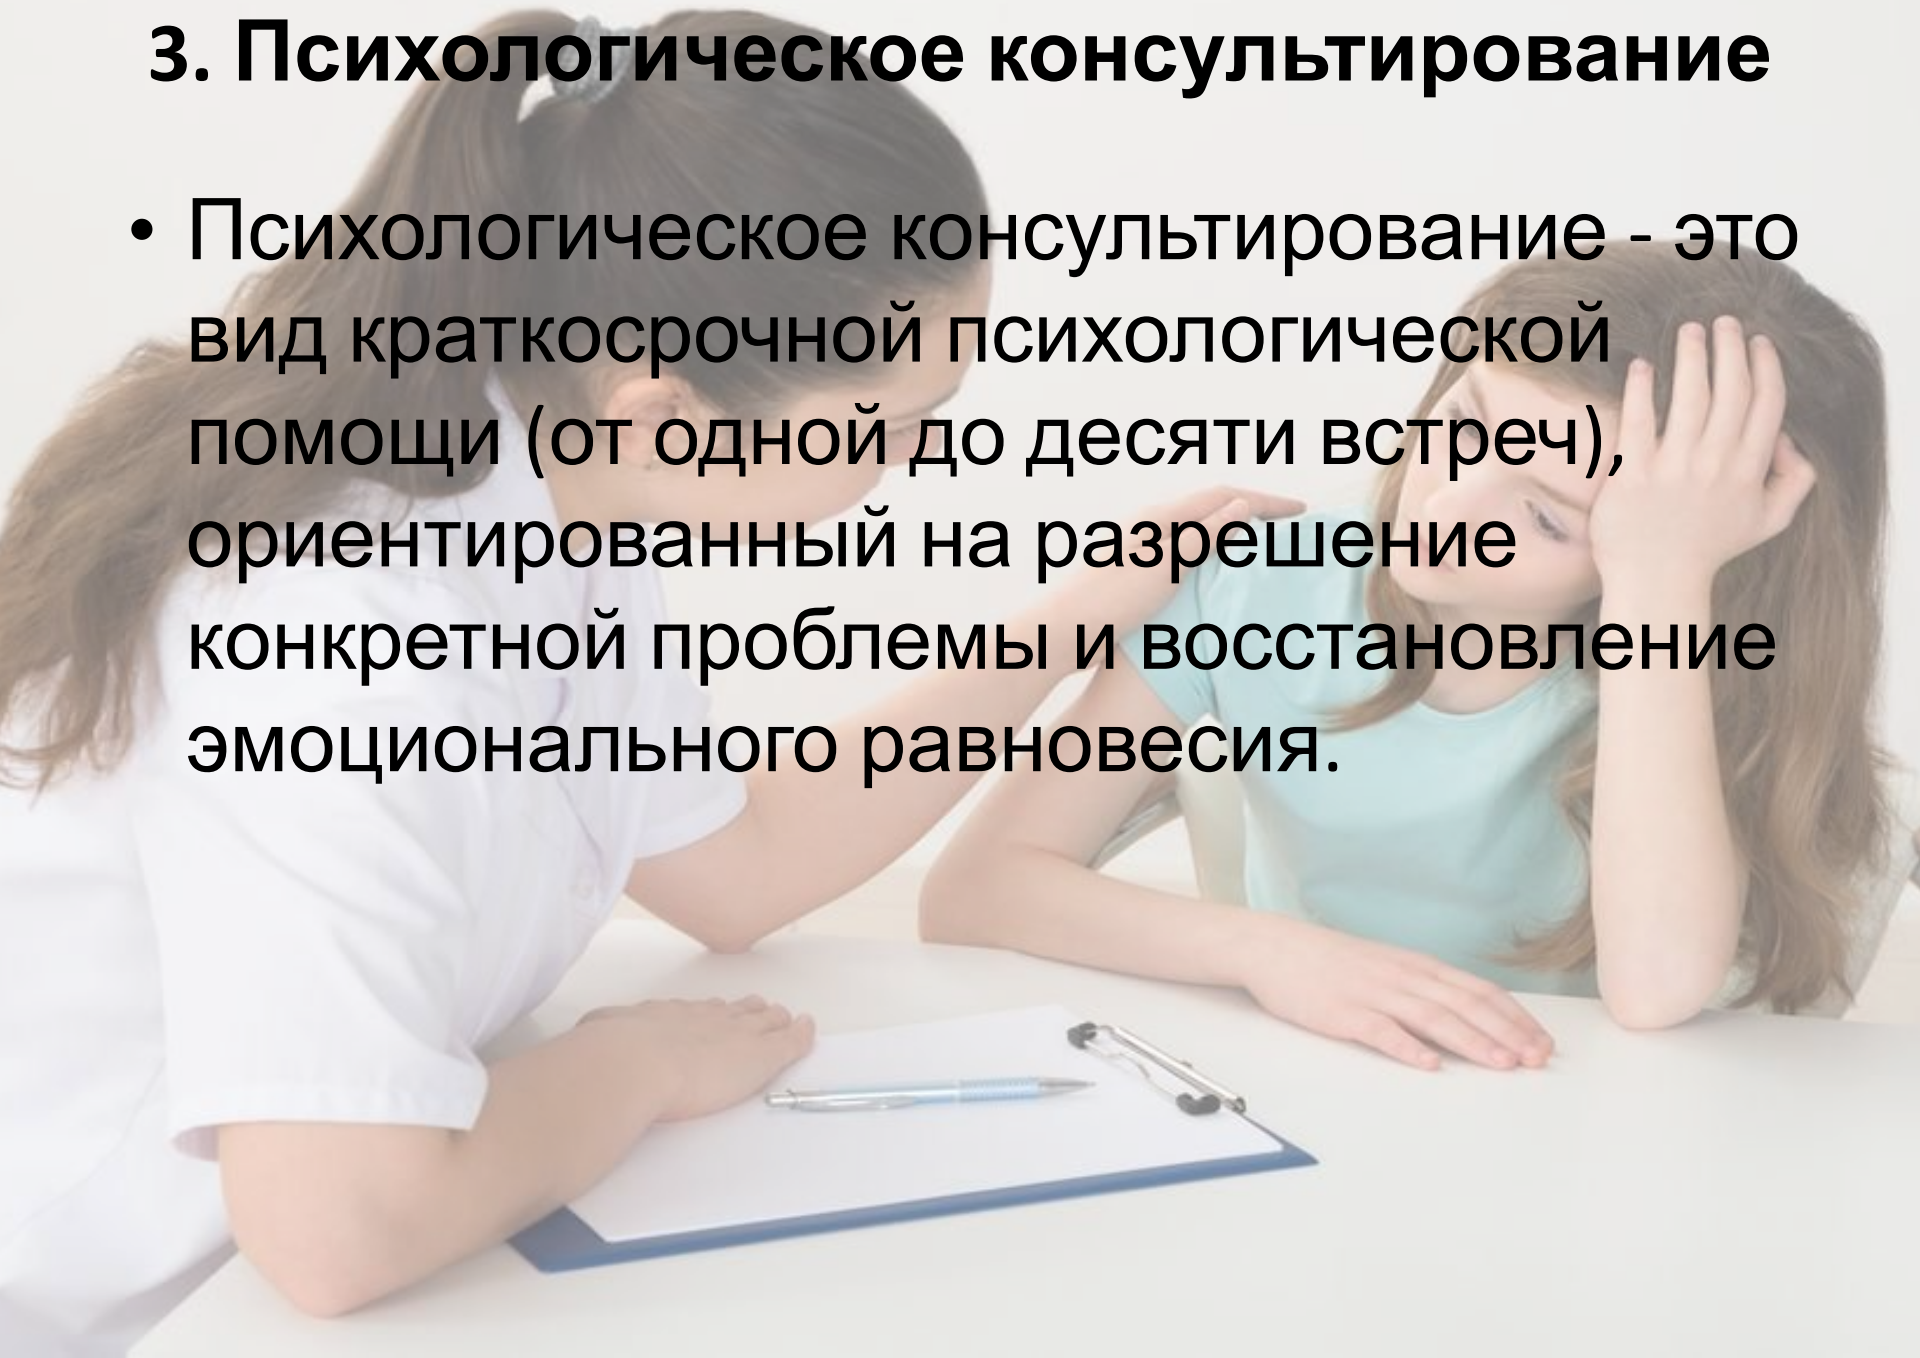 3. Психологическое консультирование
• Психологическое консультирование - это
вид краткосрочной психологической
помощи (от одной до десяти встреч),
ориентированный на разрешение
конкретной проблемы и восстановление
эмоционального равновесия.